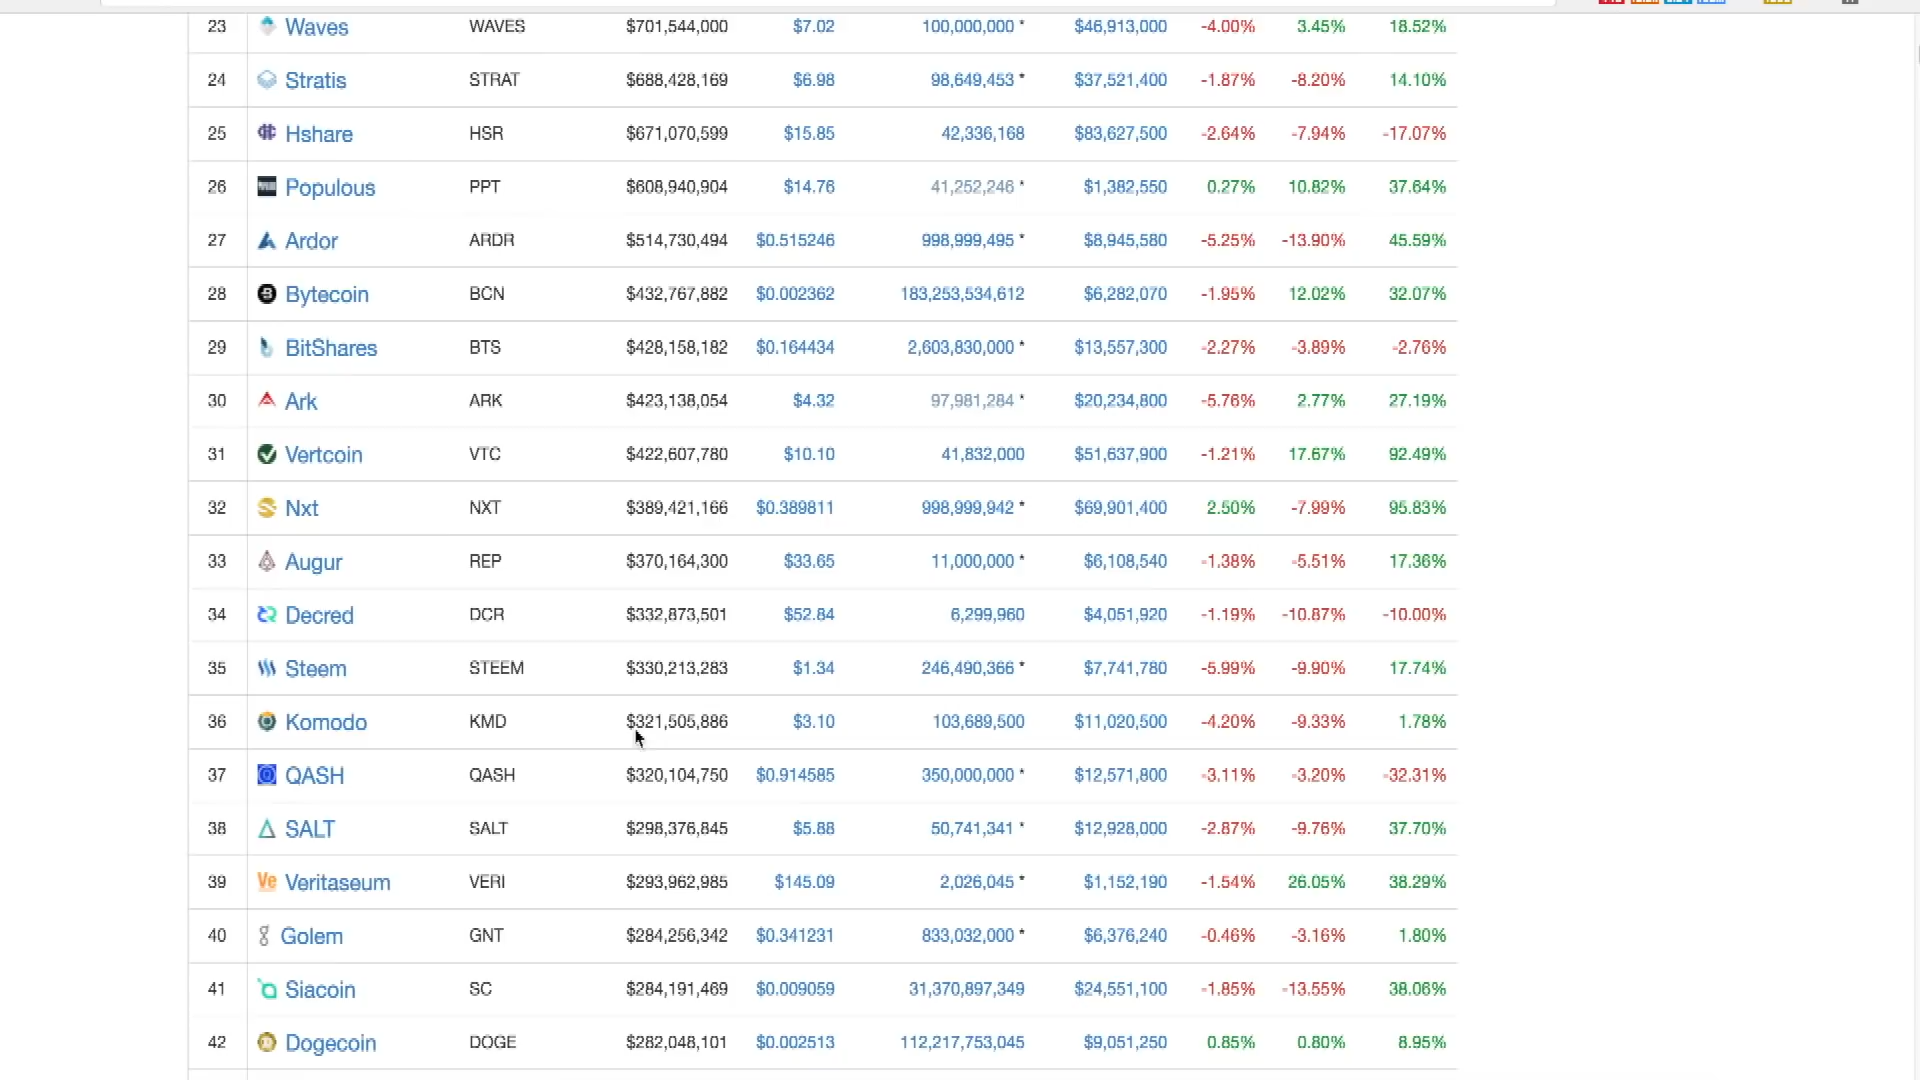 23 Waves WAVES $701,544,000 $7.02 100,000,000 * $46,913,000 -4.00% 3.45% 18.52%
24 Stratis STRAT $688,428,169 $6.98 98,649,453 * $37,521,400 -1.87% -8.20% 14.10%
25 Hshare HSR $671,070,599 $15.85 42,336,168 $83,627,500 -2.64% -7.94% -17.07%
26 Populous PPT $608,940,904 $14.76 41,252,246 * $1,382,550 0.27% 10.82% 37.64%
27 Ardor ARDR $514,730,494 $0.515246 998,999,495 * $8,945,580 -5.25% -13.90% 45.59%
28 Bytecoin BCN $432,767,882 $0.002362 183,253,534,612 $6,282,070 -1.95% 12.02% 32.07%
29 BitShares BTS $428,158,182 $0.164434 2,603,830,000 * $13,557,300 -2.27% -3.89% -2.76%
30 Ark ARK $423,138,054 $4.32 97,981,284 * $20,234,800 -5.76% 2.77% 27.19%
31 Vertcoin VTC $422,607,780 $10.10 41,832,000 $51,637,900 -1.21% 17.67% 92.49%
32 Nxt NXT $389,421,166 $0.389811 998,999,942 * $69,901,400 2.50% -7.99% 95.83%
33 Augur REP $370,164,300 $33.65 11,000,000 * $6,108,540 -1.38% -5.51% 17.36%
34 Decred DCR $332,873,501 $52.84 6,299,960 $4,051,920 -1.19% -10.87% -10.00%
35 Steem STEEM $330,213,283 $1.34 246,490,366 * $7,741,780 -5.99% -9.90% 17.74%
36 Komodo KMD $321,505,886 $3.10 103,689,500 $11,020,500 -4.20% -9.33% 1.78%
37 QASH QASH $320,104,750 $0.914585 350,000,000 * $12,571,800 -3.11% -3.20% -32.31%
38 SALT SALT $298,376,845 $5.88 50,741,341 * $12,928,000 -2.87% -9.76% 37.70%
39 Ve Veritaseum VERI $293,962,985 $145.09 2,026,045 * $1,152,190 -1.54% 26.05% 38.29%
40 Golem GNT $284,256,342 $0.341231 833,032,000 * $6,376,240 -0.46% -3.16% 1.80%
41 Siacoin SC $284,191,469 $0.009059 31,370,897,349 $24,551,100 -1.85% -13.55% 38.06%
42 Dogecoin DOGE $282,048,101 $0.002513 112,217,753,045 $9,051,250 0.85% 0.80% 8.95%